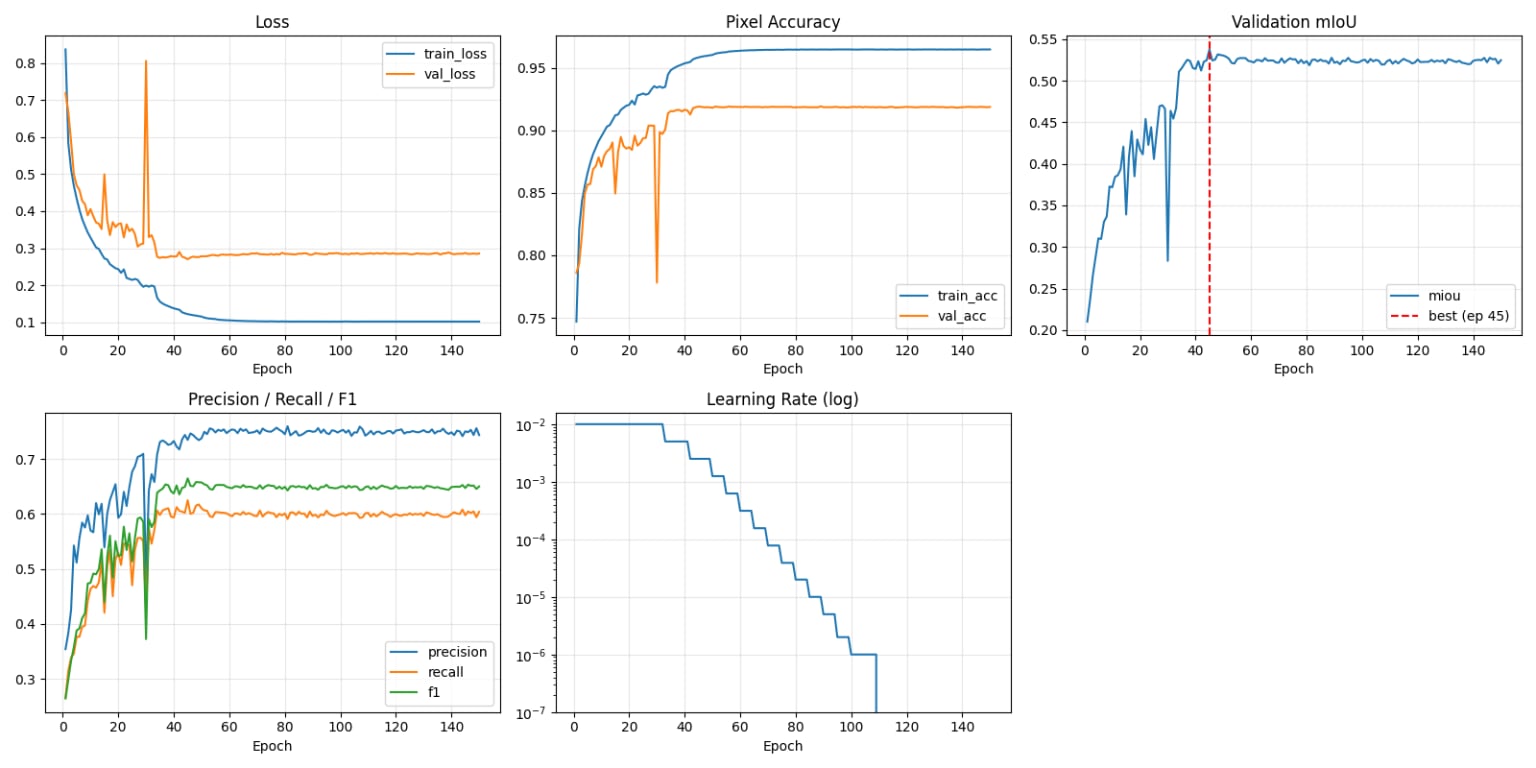 Loss
train_loss
val_loss
0.8
0.7
0.6
0.5
0.4
0.3
0.2
0.1
0 20 40 60 80 100 120 140
Epoch
Pixel Accuracy
0.95
0.90
0.85
0.80
0.75
train_acc
val_acc
0 20 40 60 80 100 120 140
Epoch
Validation mIoU
0.55
0.50
0.45
0.40
0.35
0.30
0.25
0.20
miou
best (ep 45)
0 20 40 60 80 100 120 140
Epoch
Precision / Recall / F1
0.7
0.6
0.5
0.4
0.3
precision
recall
f1
0 20 40 60 80 100 120 140
Epoch
Learning Rate (log)
10⁻²
10⁻³
10⁻⁴
10⁻⁵
10⁻⁶
10⁻⁷
0 20 40 60 80 100 120 140
Epoch